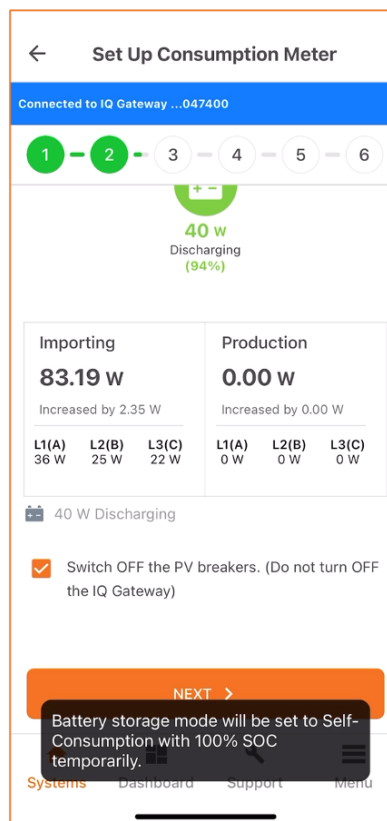 Set Up Consumption Meter
Connected to IQ Gateway ...047400
1 2 3 4 5 6
40 W
Discharging
(94%)
Importing
83.19 W
Increased by 2.35 W
L1(A) L2(B) L3(C)
36 W 25 W 22 W
Production
0.00 W
Increased by 0.00 W
L1(A) L2(B) L3(C)
0 W 0 W 0 W
40 W Discharging
Switch OFF the PV breakers. (Do not turn OFF
the IQ Gateway)
NEXT
Battery storage mode will be set to Self-
Consumption with 100% SOC
temporarily.
Systems Dashboard Support Menu